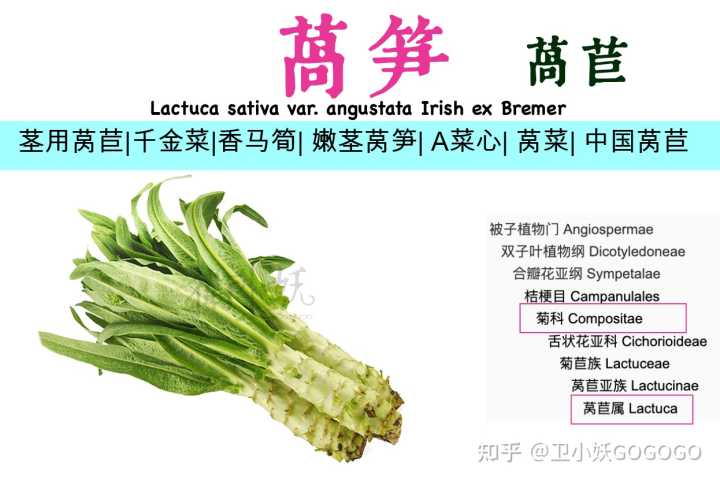 莴笋 莴苣
Lactuca sativa var. angustata Irish ex Bremer
茎用莴苣|千金菜|香马笋| 嫩茎莴笋| A菜心| 莴菜| 中国莴苣
被子植物门 Angiospermae
双子叶植物纲 Dicotyledoneae
合瓣花亚纲 Sympetalae
桔梗目 Campanulales
菊科 Compositae
舌状花亚科 Cichorioideae
菊苣族 Lactuceae
莴苣亚族 Lactucinae
莴苣属 Lactuca
知乎 @卫小妖GOGOGO